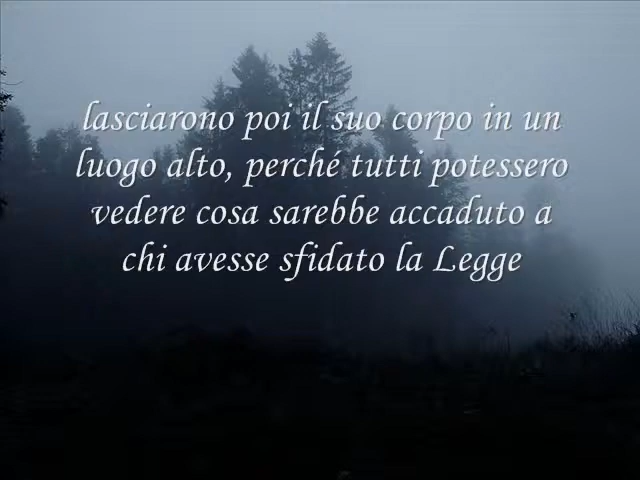 lasciarono poi il suo corpo in un
luogo alto, perché tutti potessero
vedere cosa sarebbe accaduto a
chi avesse sfidato la Legge